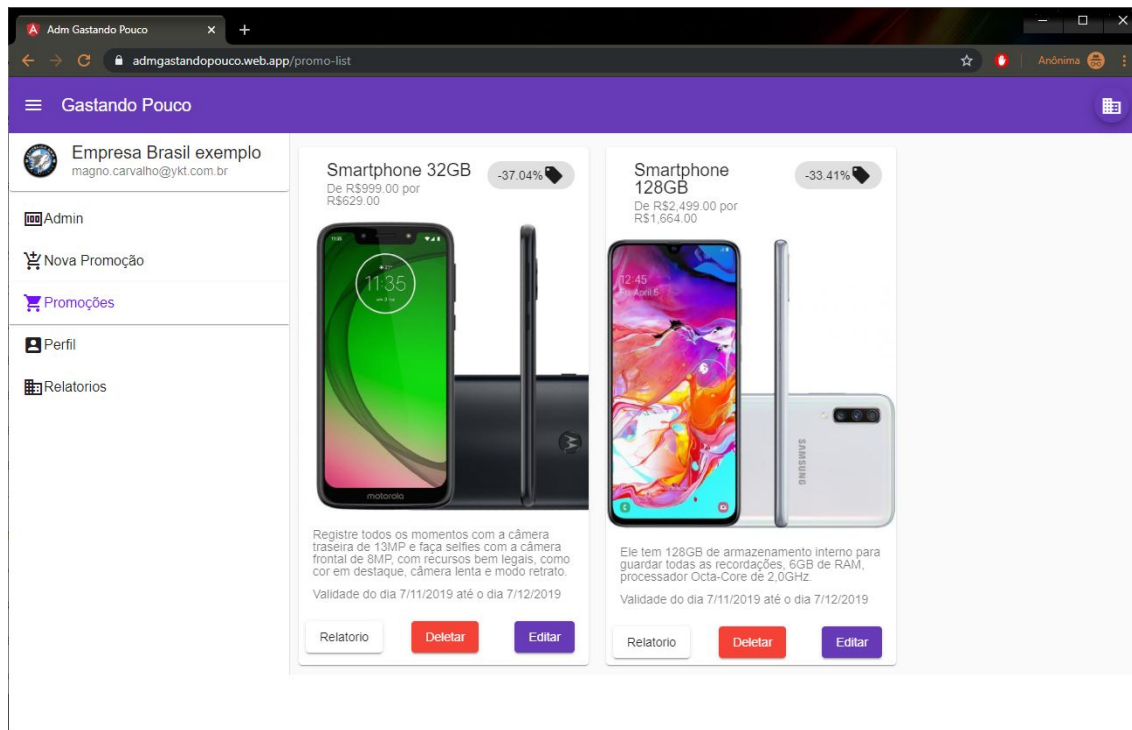 Adm Gastando Pouco
admgastandopouco.web.app/promo-list
Anônima
Gastando Pouco
Empresa Brasil exemplo
magno.carvalho@ykt.com.br
Admin
Nova Promoção
Promoções
Perfil
Relatorios
Smartphone 32GB
-37.04%
De R$999.00 por
R$629.00
11:35
motorola
Registre todos os momentos com a câmera
traseira de 13MP e faça selfies com a câmera
frontal de 8MP, com recursos bem legais, como
cor em destaque, câmera lenta e modo retrato.
Validade do dia 7/11/2019 até o dia 7/12/2019
Relatorio
Deletar
Editar
Smartphone
128GB
-33.41%
De R$2,499.00 por
R$1,664.00
12:45
Fri, April 5
SAMSUNG
Ele tem 128GB de armazenamento interno para
guardar todas as recordações, 6GB de RAM,
processador Octa-Core de 2,0GHz.
Validade do dia 7/11/2019 até o dia 7/12/2019
Relatorio
Deletar
Editar